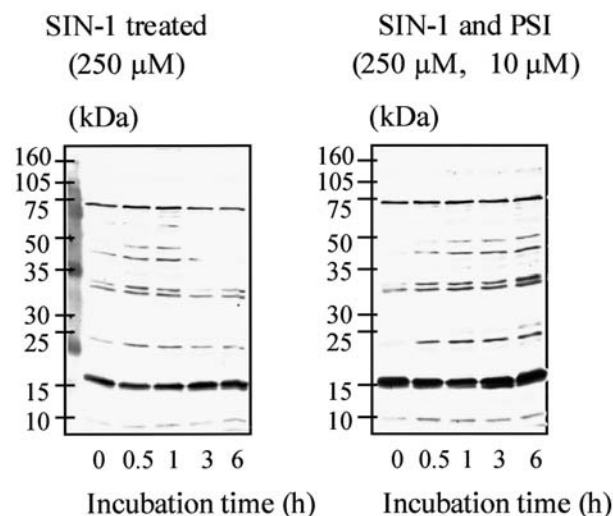 SIN-1 treated
(250 µM)
(kDa)
160
105
75
50
35
30
25
15
10
0 0.5 1 3 6
Incubation time (h)
SIN-1 and PSI
(250 µM, 10 µM)
(kDa)
160
105
75
50
35
30
25
15
10
0 0.5 1 3 6
Incubation time (h)